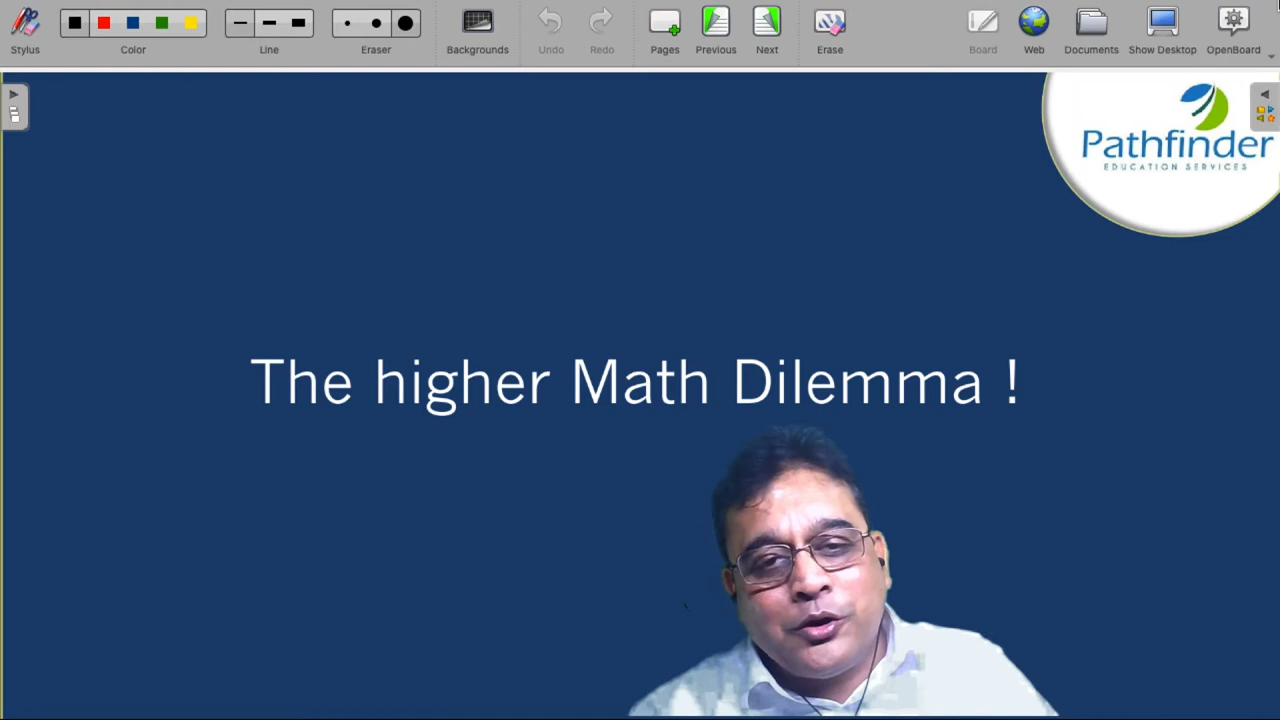 Stylus
Color
Line
Eraser
Backgrounds
Undo
Redo
Pages
Previous
Next
Erase
Board
Web
Documents
Show Desktop
OpenBoard
Pathfinder
EDUCATION SERVICES
The higher Math Dilemma !